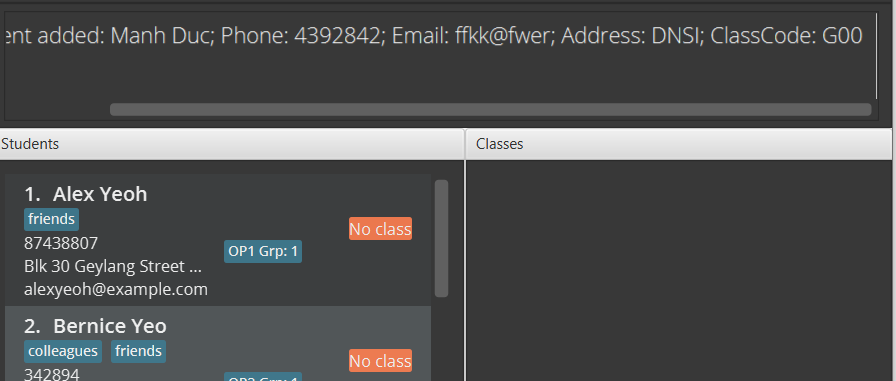 ent added: Manh Duc; Phone: 4392842; Email: ffkk@fwer; Address: DNSI; ClassCode: G00
Students
Classes
1. Alex Yeoh
friends
No class
87438807
OP1 Grp: 1
Blk 30 Geylang Street ...
alexyeoh@example.com
2. Bernice Yeo
colleagues friends
No class
342894